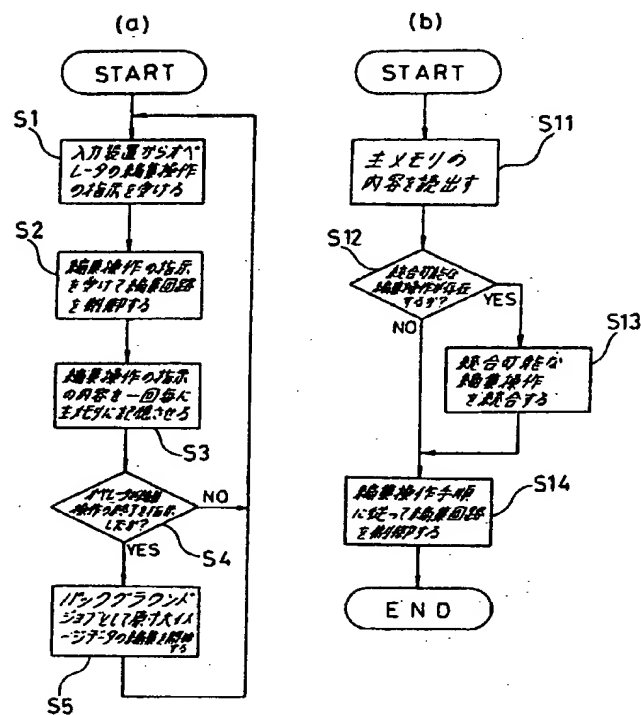 (a)
START
S1
入力装置からオペ
レータの編集操作
の指示を受ける
S2
編集操作の指示
を受けて編集回路
を制御する
編集操作の指示
の内容を一回毎に
主メモリに記憶させる
S3
オペレータが編集
操作の終了を指示
したか?
NO
YES
S4
バックグラウンド
ジョブとして原寸大イメ
ージデータの編集を開始
する
S5
(b)
START
S11
主メモリの
内容を読出す
S12
統合可能な
編集操作が存在
するか?
YES
NO
S13
統合可能な
編集操作
を統合する
S14
編集操作手順
に従って編集回路
を制御する
END